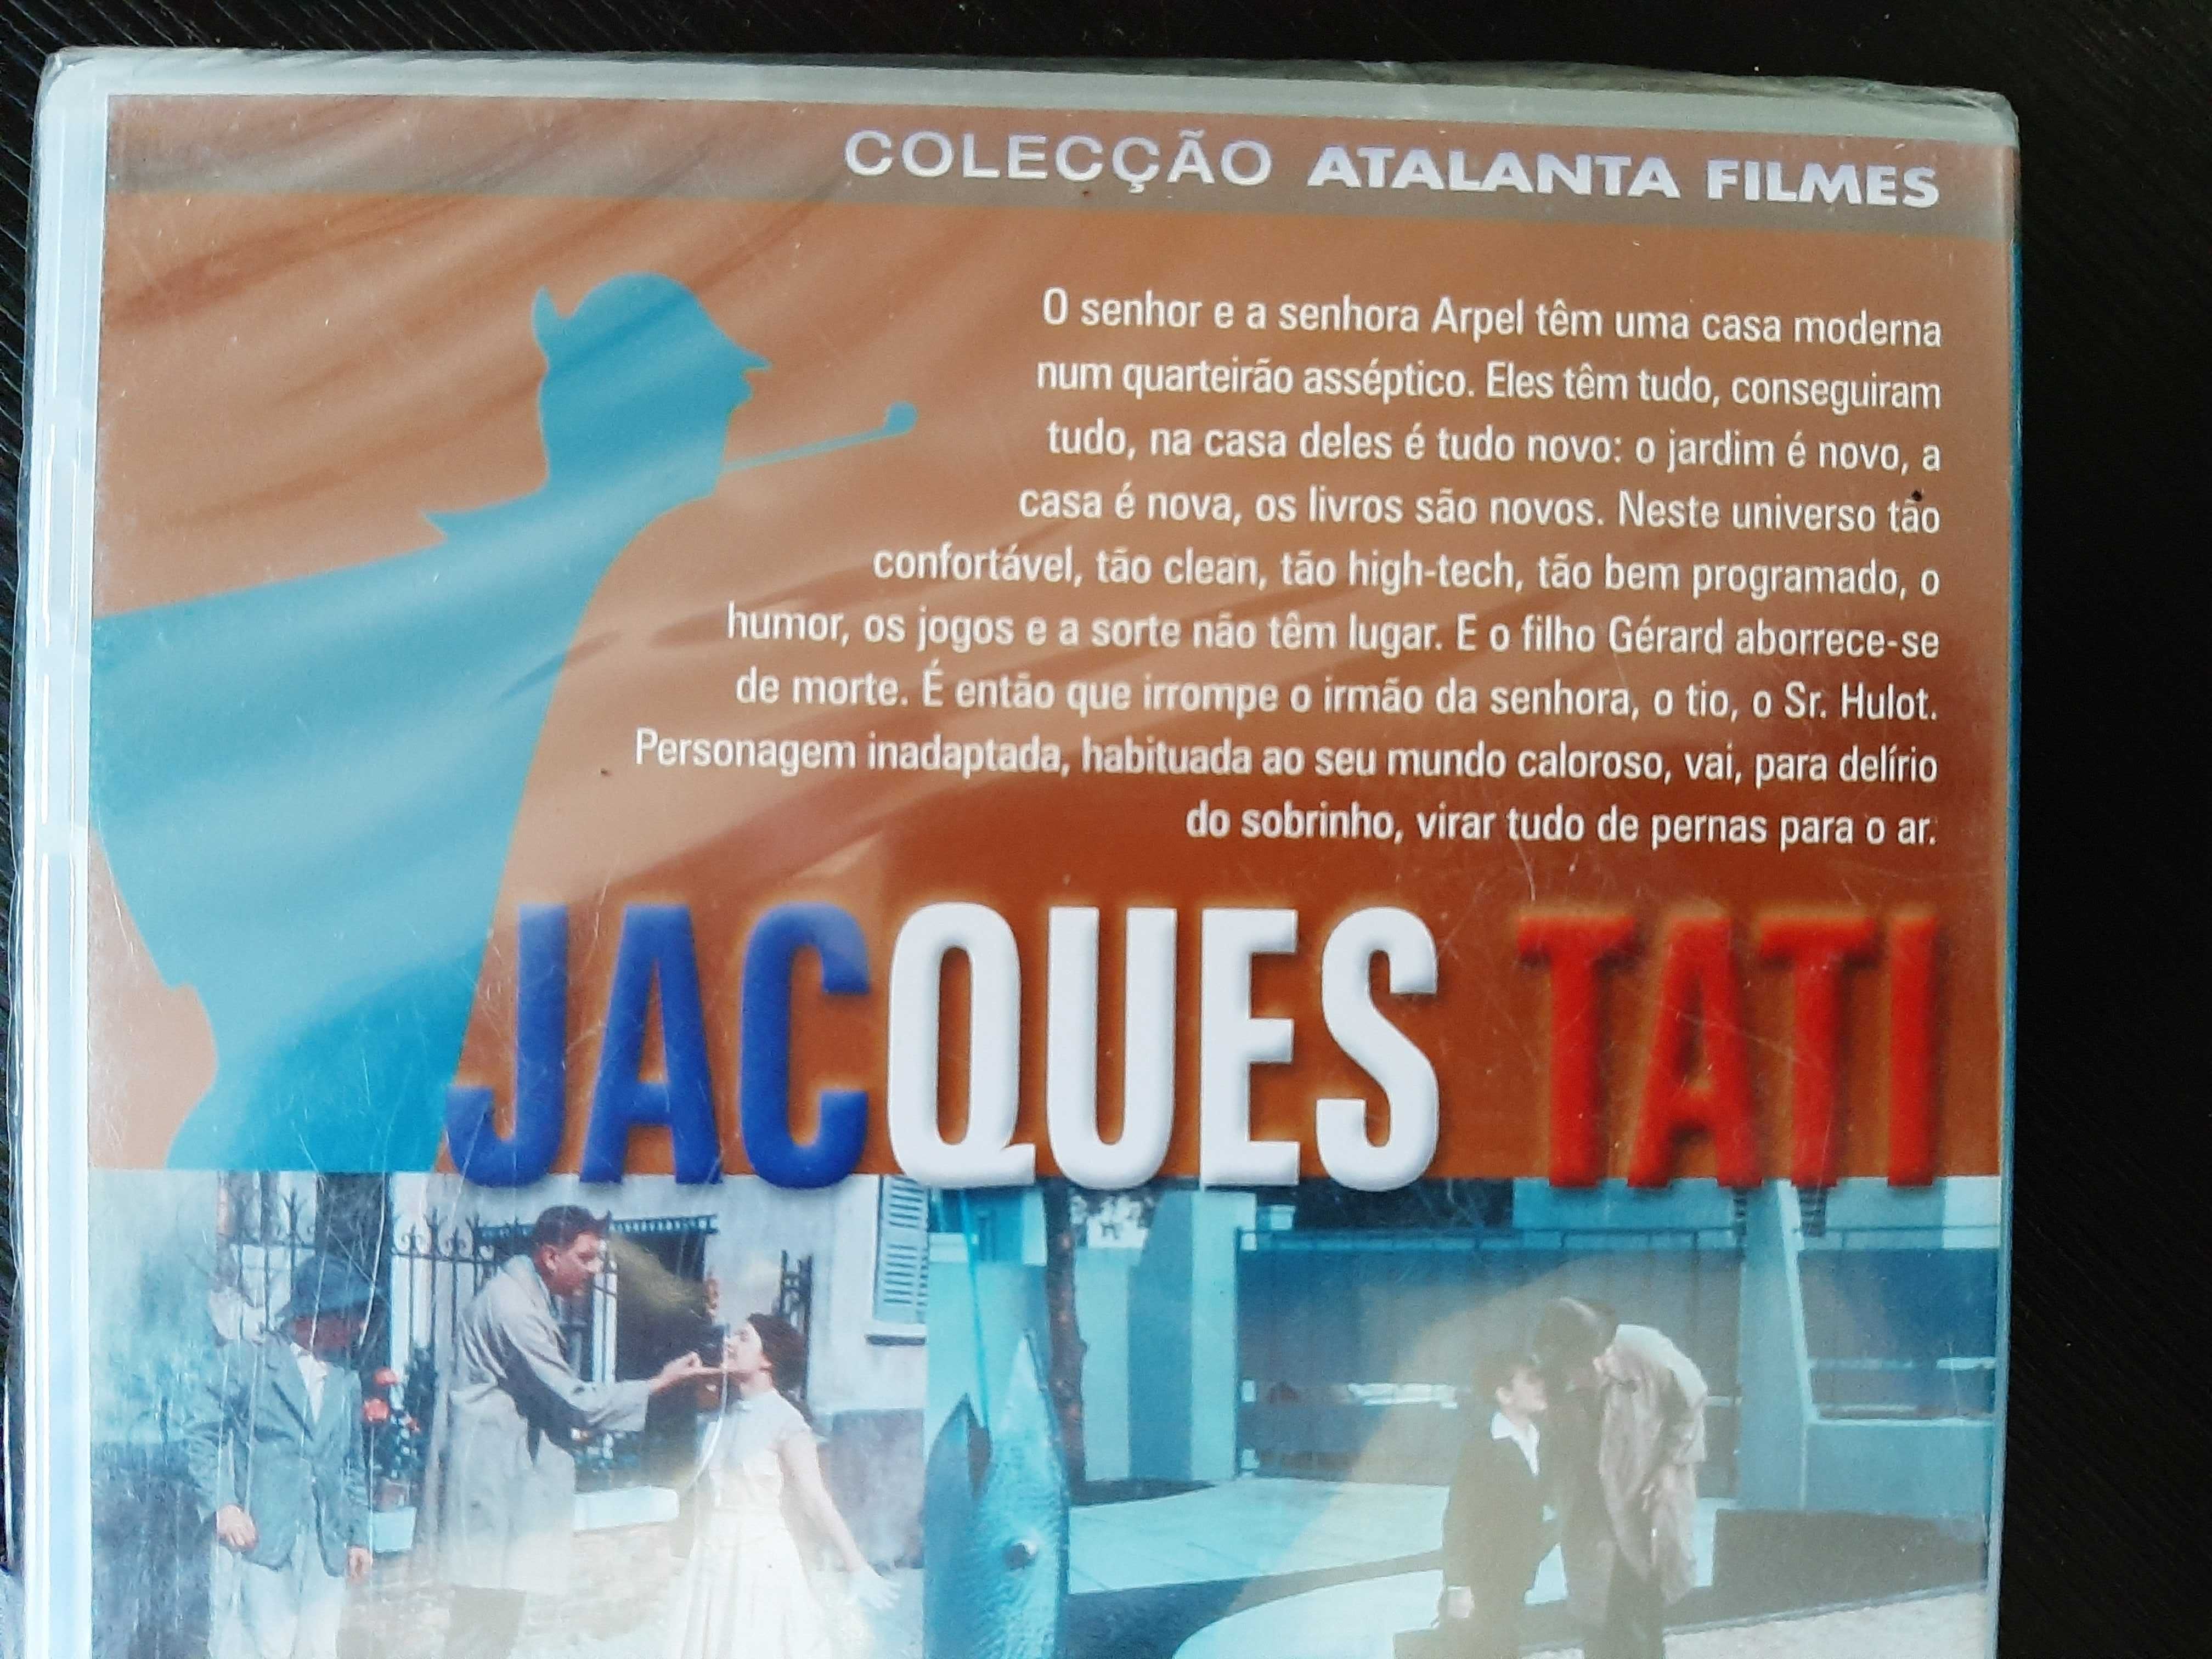 COLECÇÃO ATALANTA FILMES
O senhor e a senhora Arpel têm uma casa moderna
num quarteirão asséptico. Eles têm tudo, conseguiram
tudo, na casa deles é tudo novo: o jardim é novo, a
casa é nova, os livros são novos. Neste universo tão
confortável, tão clean, tão high-tech, tão bem programado, o
humor, os jogos e a sorte não têm lugar. E o filho Gérard aborrece-se
de morte. É então que irrompe o irmão da senhora, o tio, o Sr. Hulot.
Personagem inadaptada, habituada ao seu mundo caloroso, vai, para delírio
do sobrinho, virar tudo de pernas para o ar.
JACQUES TATI